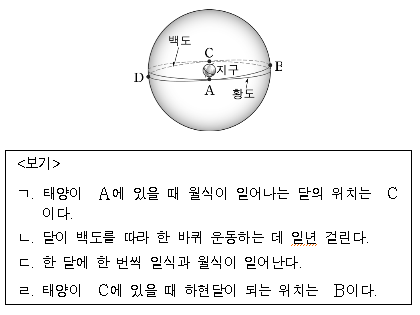 백도
C
지구
B
D
A
황도
<보기>
ㄱ. 태양이 A에 있을 때 월식이 일어나는 달의 위치는 C
이다.
ㄴ. 달이 백도를 따라 한 바퀴 운동하는 데 일년 걸린다.
ㄷ. 한 달에 한 번씩 일식과 월식이 일어난다.
ㄹ. 태양이 C에 있을 때 하현달이 되는 위치는 B이다.